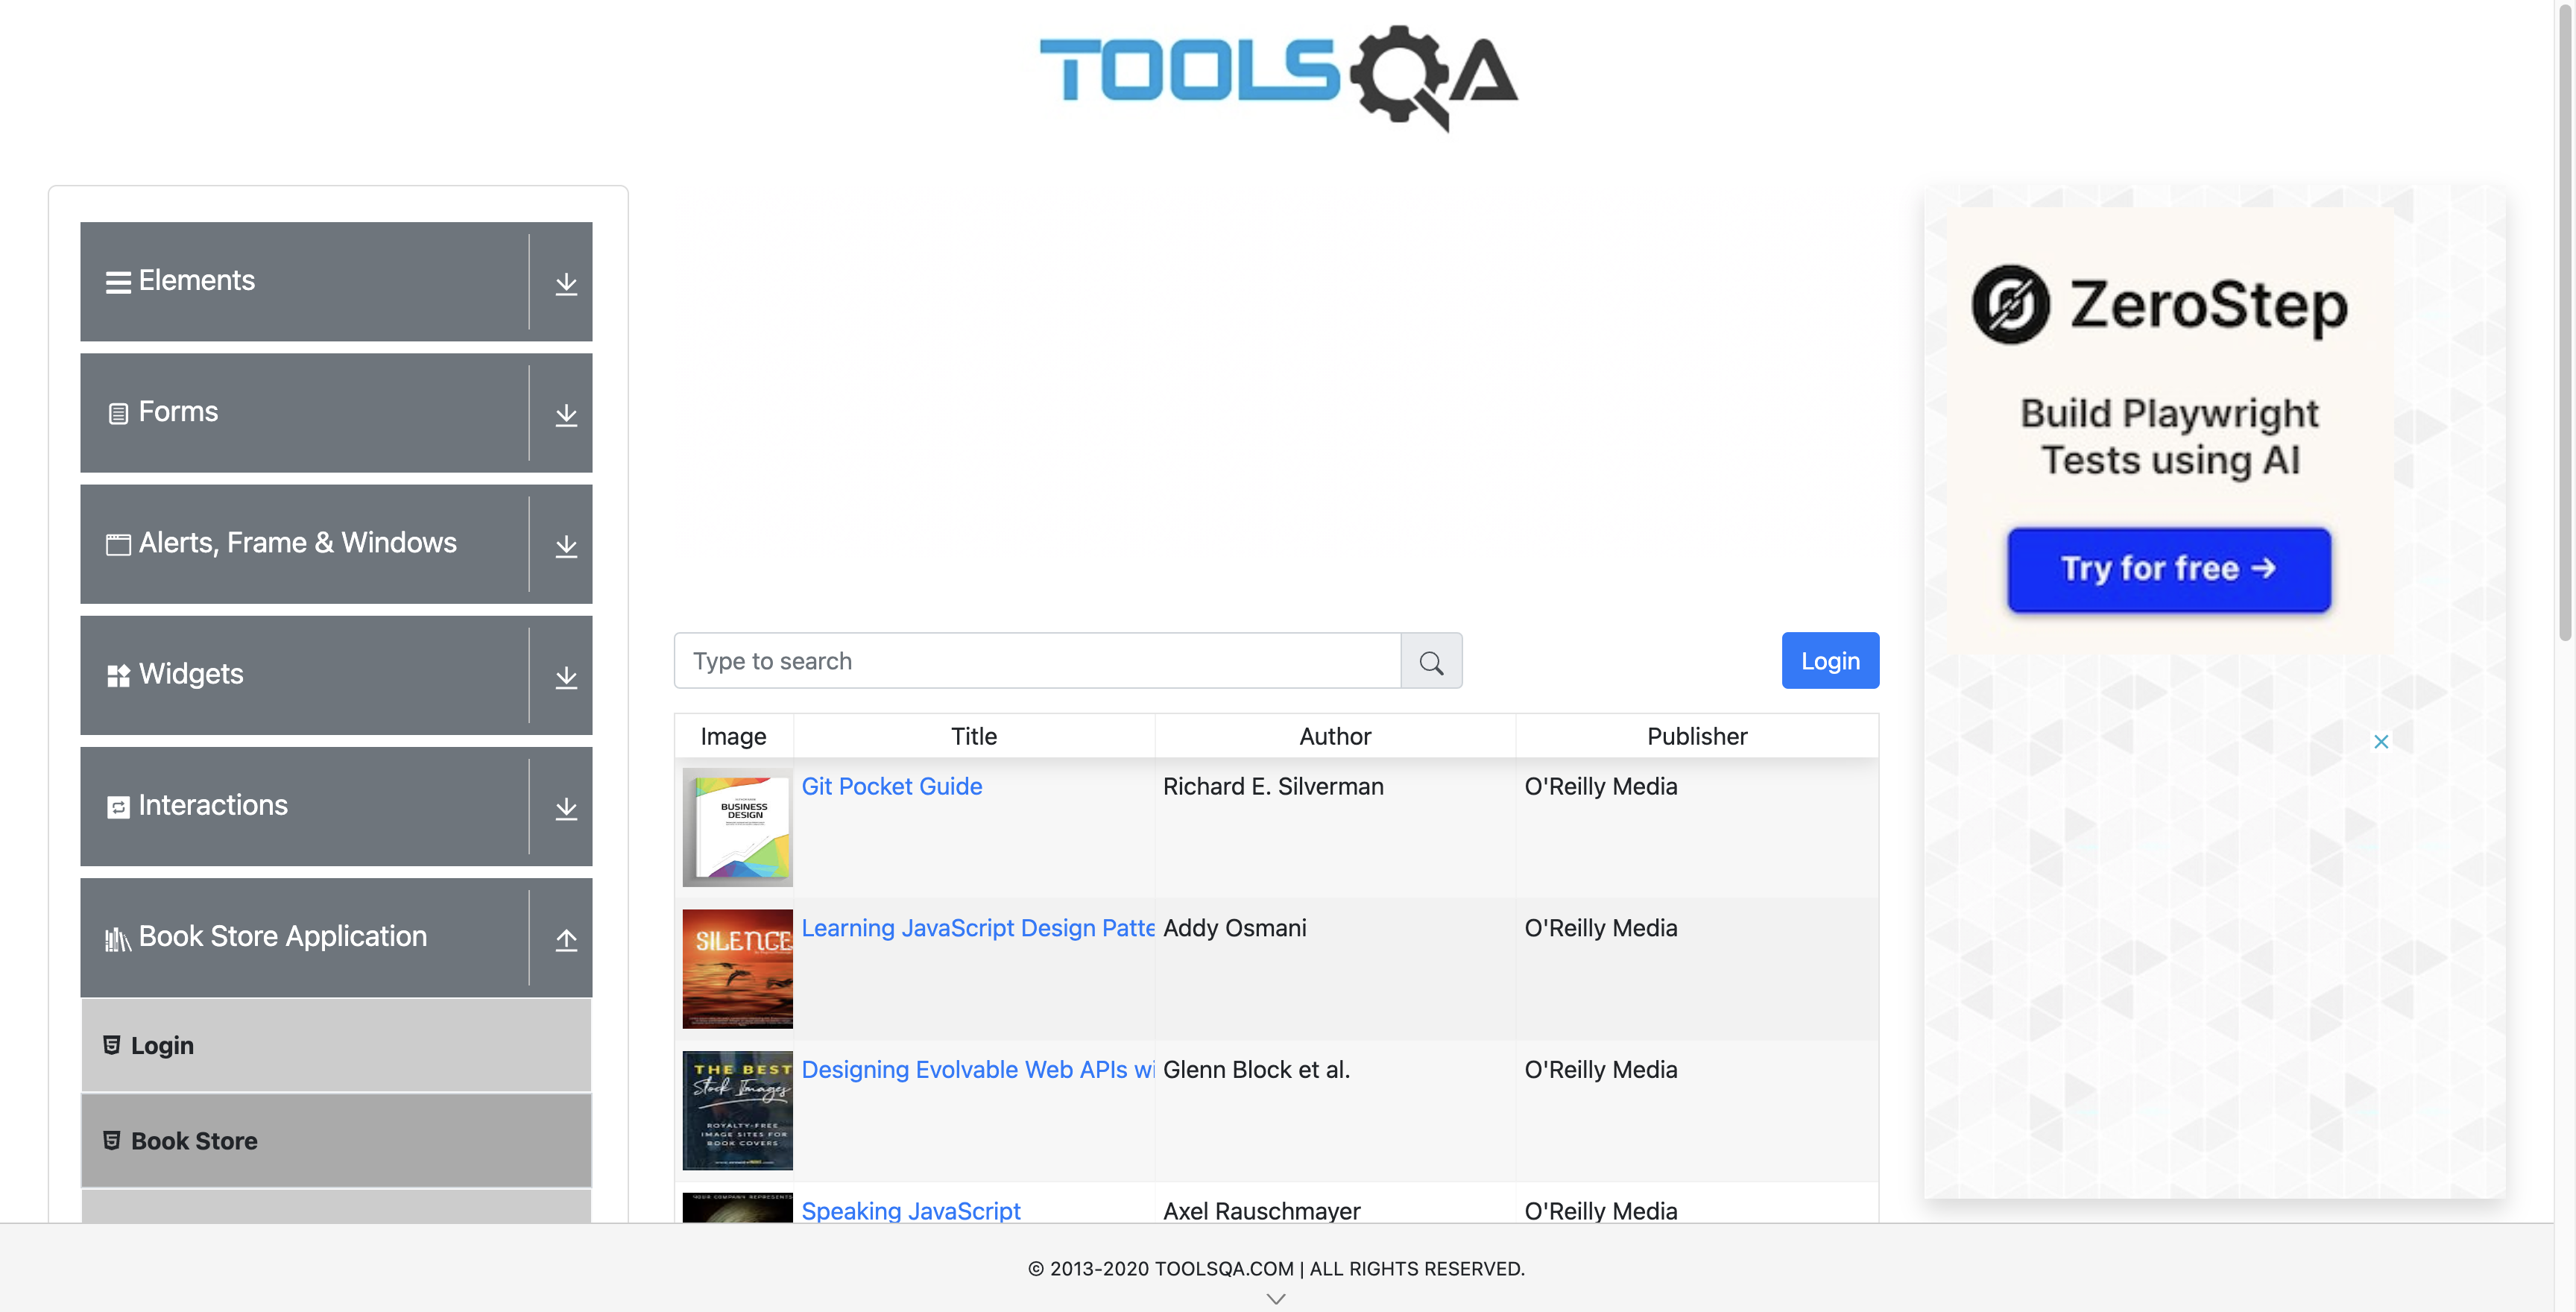 TOOLSQA
Elements
Forms
Alerts, Frame & Windows
Widgets
Interactions
Book Store Application
Login
Book Store
Type to search
Login
Image Title Author Publisher
BUSINESS
DESIGN
Git Pocket Guide Richard E. Silverman O'Reilly Media
SILENCE
Learning JavaScript Design Patte Addy Osmani O'Reilly Media
THE BEST
Stock Images
ROYALTY-FREE
IMAGE SITES FOR
BOOK COVERS
Designing Evolvable Web APIs wi Glenn Block et al. O'Reilly Media
Speaking JavaScript Axel Rauschmayer O'Reilly Media
ZeroStep
Build Playwright
Tests using AI
Try for free →
© 2013-2020 TOOLSQA.COM | ALL RIGHTS RESERVED.